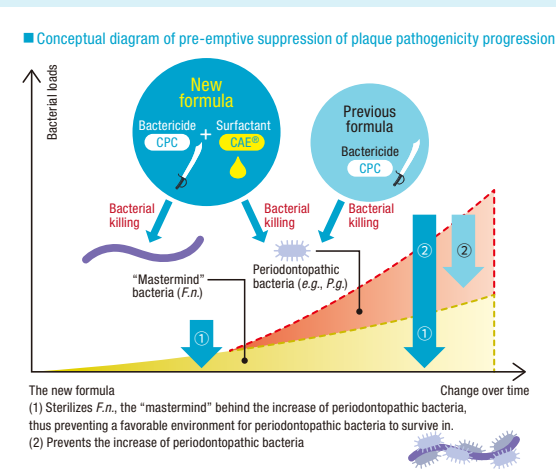 ■ Conceptual diagram of pre-emptive suppression of plaque pathogenicity progression
Bacterial loads
New
formula
Bactericide
CPC
+
Surfactant
CAE®
Previous
formula
Bactericide
CPC
Bacterial
killing
Bacterial
killing
Bacterial
killing
“Mastermind”
bacteria (F.n.)
Periodontopathic
bacteria (e.g., P.g.)
②
②
①
①
The new formula
Change over time
(1) Sterilizes F.n., the “mastermind” behind the increase of periodontopathic bacteria,
thus preventing a favorable environment for periodontopathic bacteria to survive in.
(2) Prevents the increase of periodontopathic bacteria